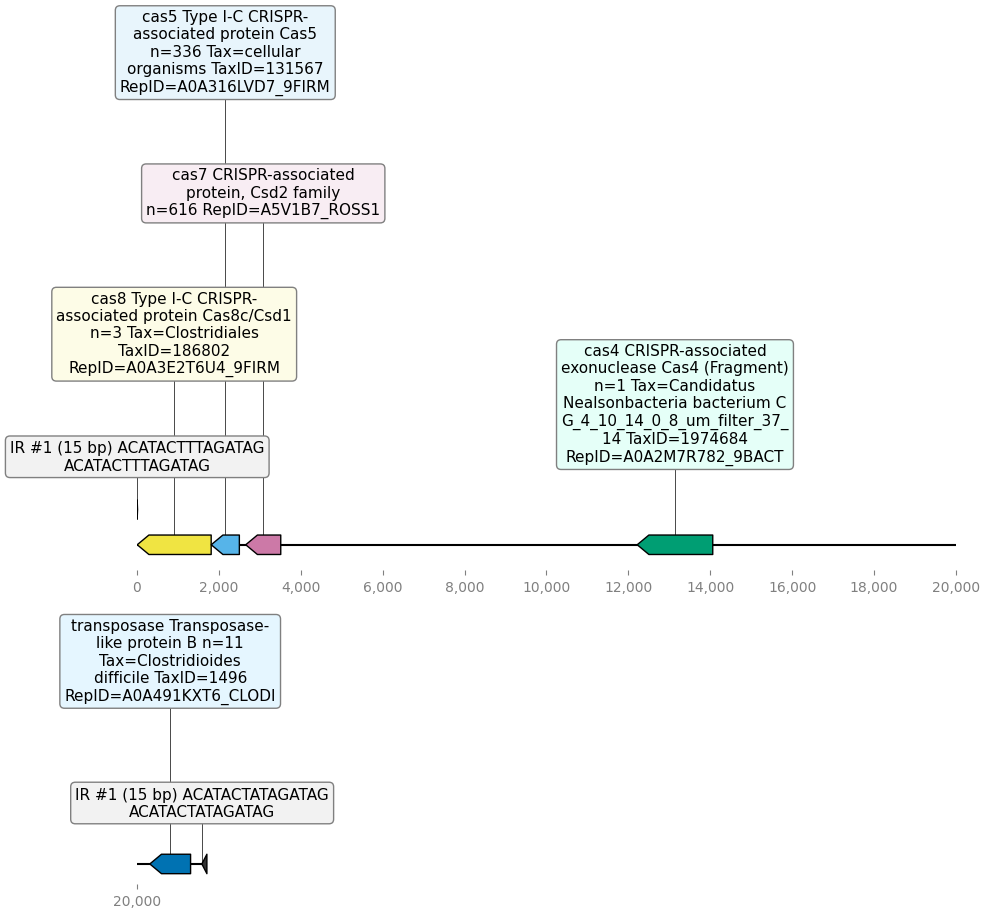 cas5 Type I-C CRISPR-
associated protein Cas5
n=336 Tax=cellular
organisms TaxID=131567
RepID=A0A316LVD7_9FIRM
cas7 CRISPR-associated
protein, Csd2 family
n=616 RepID=A5V1B7_ROSS1
cas8 Type I-C CRISPR-
associated protein Cas8c/Csd1
n=3 Tax=Clostridiales
TaxID=186802
RepID=A0A3E2T6U4_9FIRM
cas4 CRISPR-associated
exonuclease Cas4 (Fragment)
n=1 Tax=Candidatus
Nealsonbacteria bacterium C
G_4_10_14_0_8_um_filter_37_
14 TaxID=1974684
RepID=A0A2M7R782_9BACT
IR #1 (15 bp) ACATACTTTAGATAG
ACATACTTTAGATAG
0 2,000 4,000 6,000 8,000 10,000 12,000 14,000 16,000 18,000 20,000
transposase Transposase-
like protein B n=11
Tax=Clostridioides
difficile TaxID=1496
RepID=A0A491KXT6_CLODI
IR #1 (15 bp) ACATACTATAGATAG
ACATACTATAGATAG
20,000